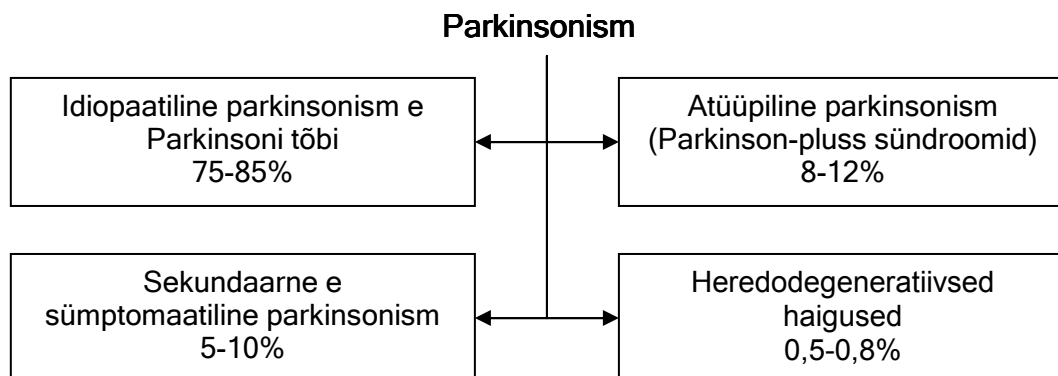 Parkinsonism
Idiopaatiline parkinsonism e
Parkinsoni tõbi
75-85%
Atüüpiline parkinsonism
(Parkinson-pluss sündroomid)
8-12%
Sekundaarne e
sümptomaatiline parkinsonism
5-10%
Heredodegeneratiivsed
haigused
0,5-0,8%